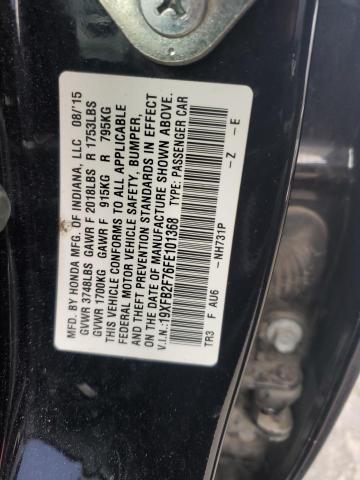 MFD. BY HONDA MFG. OF INDIANA, LLC 08/'15
GVWR 3748LBS GAWR F 2018LBS R 1753LBS
GVWR 1700KG GAWR F 915KG R 795KG
THIS VEHICLE CONFORMS TO ALL APPLICABLE
FEDERAL MOTOR VEHICLE SAFETY, BUMPER,
AND THEFT PREVENTION STANDARDS IN EFFECT
ON THE DATE OF MANUFACTURE SHOWN ABOVE.
V.I.N.:19XFB2F76FE101368 TYPE: PASSENGER CAR
TR3 F AU6 -NH731P -Z -E